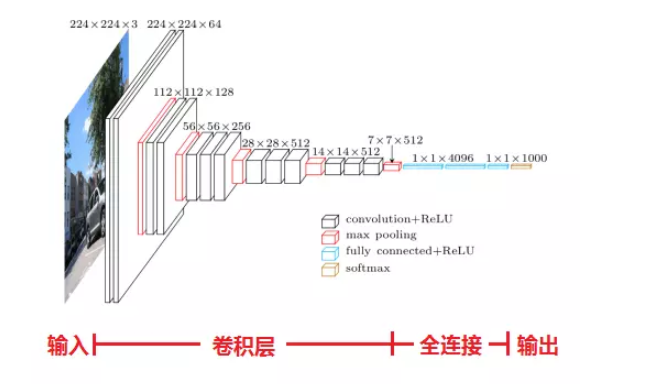 224×224×3 224×224×64
112×112×128
56×56×256
28×28×512
14×14×512
7×7×512
1×1×4096 1×1×1000
convolution+ReLU
max pooling
fully connected+ReLU
softmax
输入 卷积层 全连接 输出